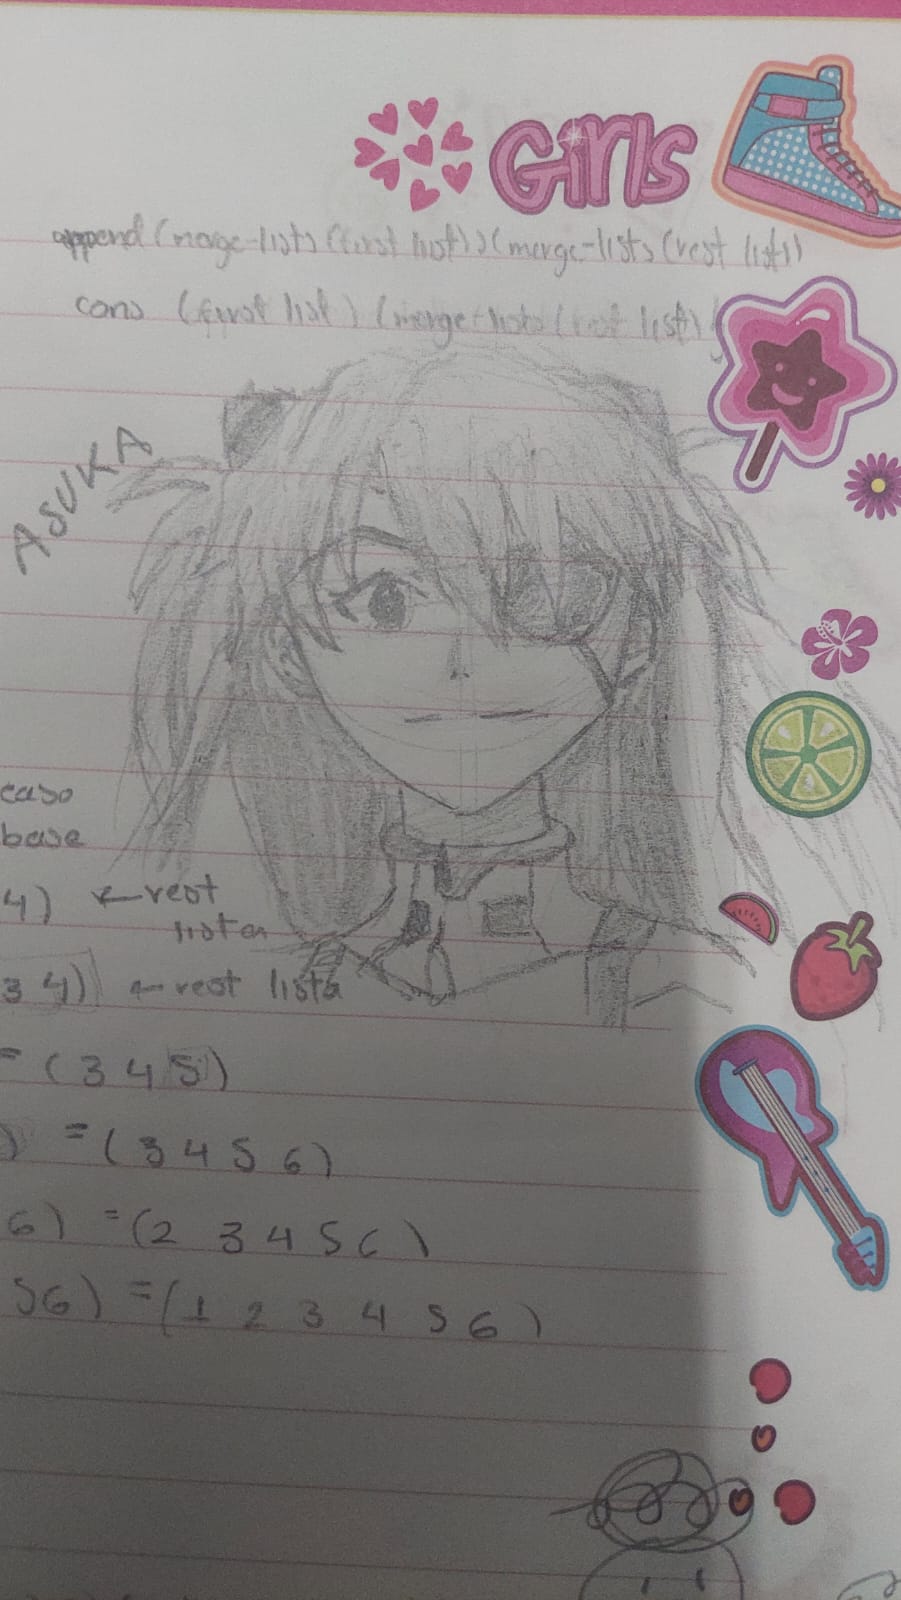 Girls
append (merge-lists (first list)) (merge-lists (rest list))
cons (first list) (merge-lists (rest list)
ASUKA
caso
base
4) ← rest
lista
3 4) ← rest lista
= (3 4 5)
) = (3 4 5 6)
6) = (2 3 4 5 6)
56) = (1 2 3 4 5 6)